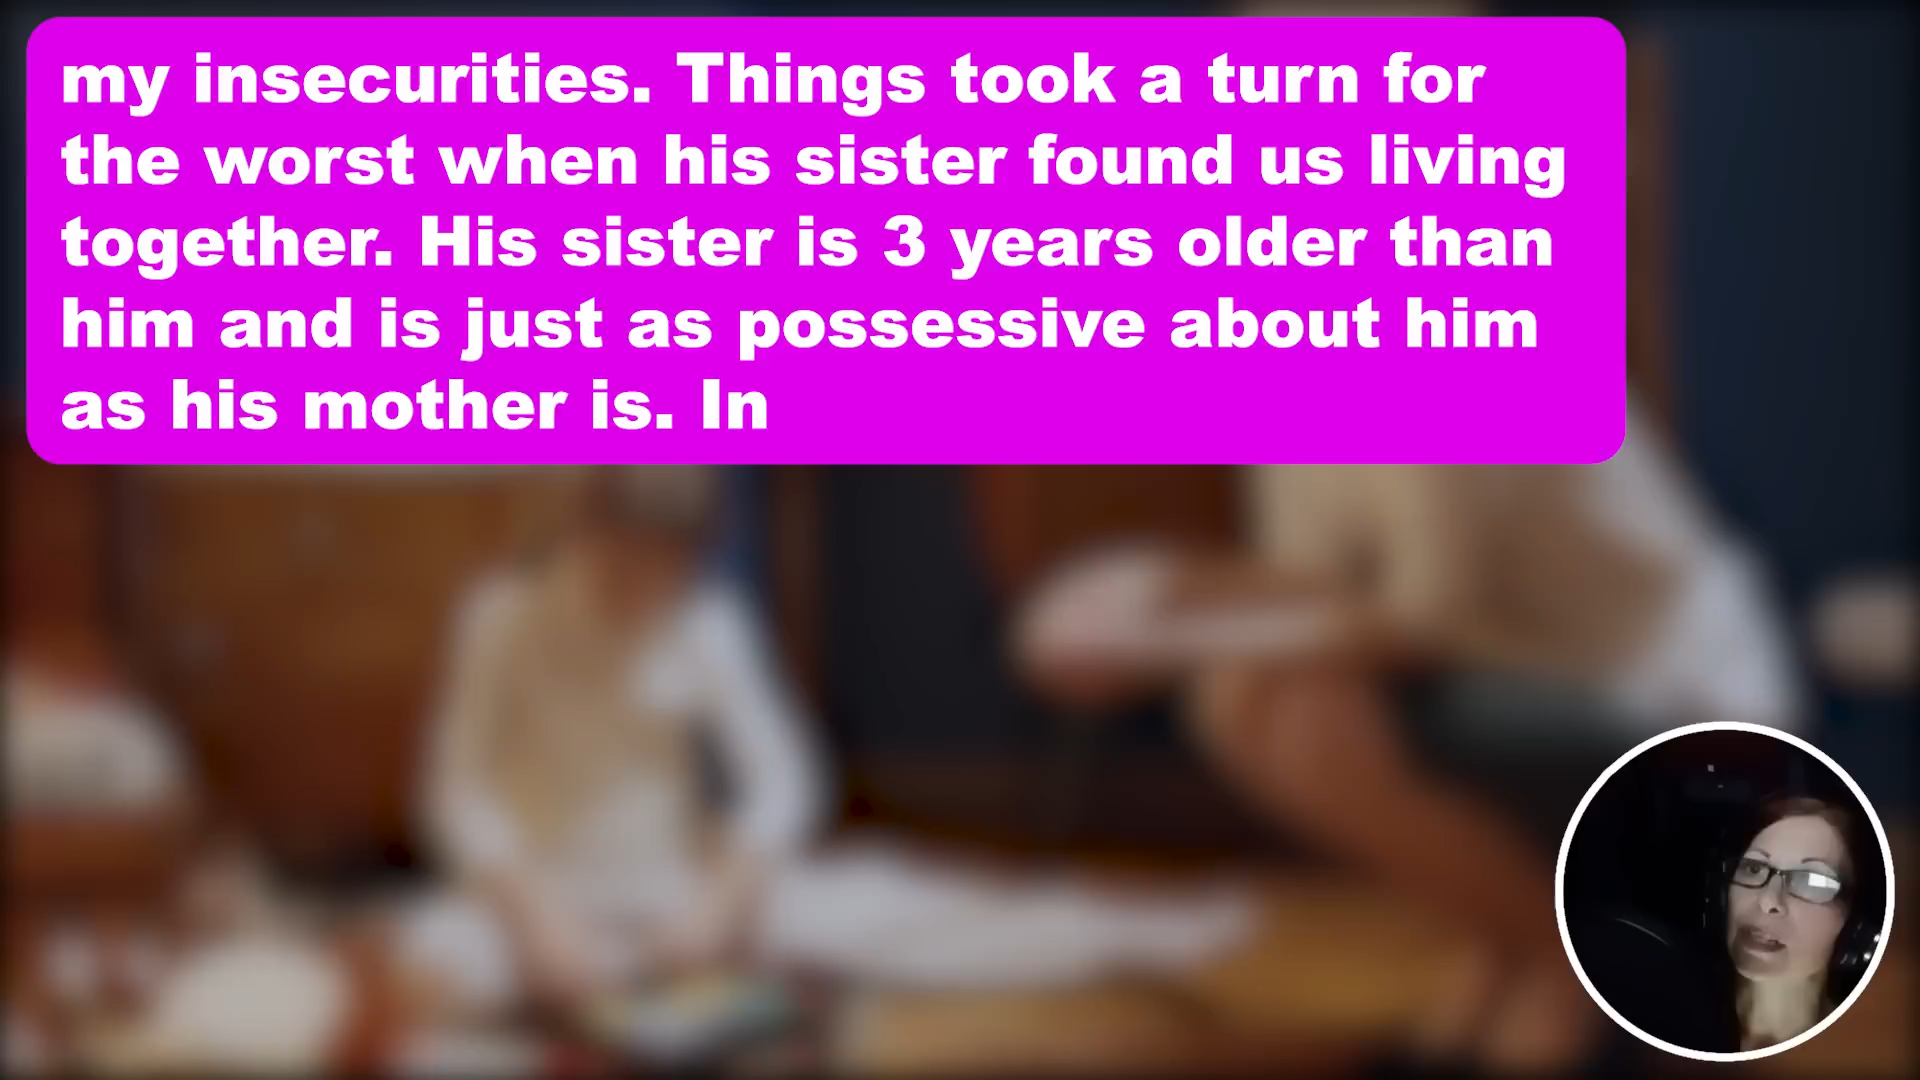 my insecurities. Things took a turn for
the worst when his sister found us living
together. His sister is 3 years older than
him and is just as possessive about him
as his mother is. In